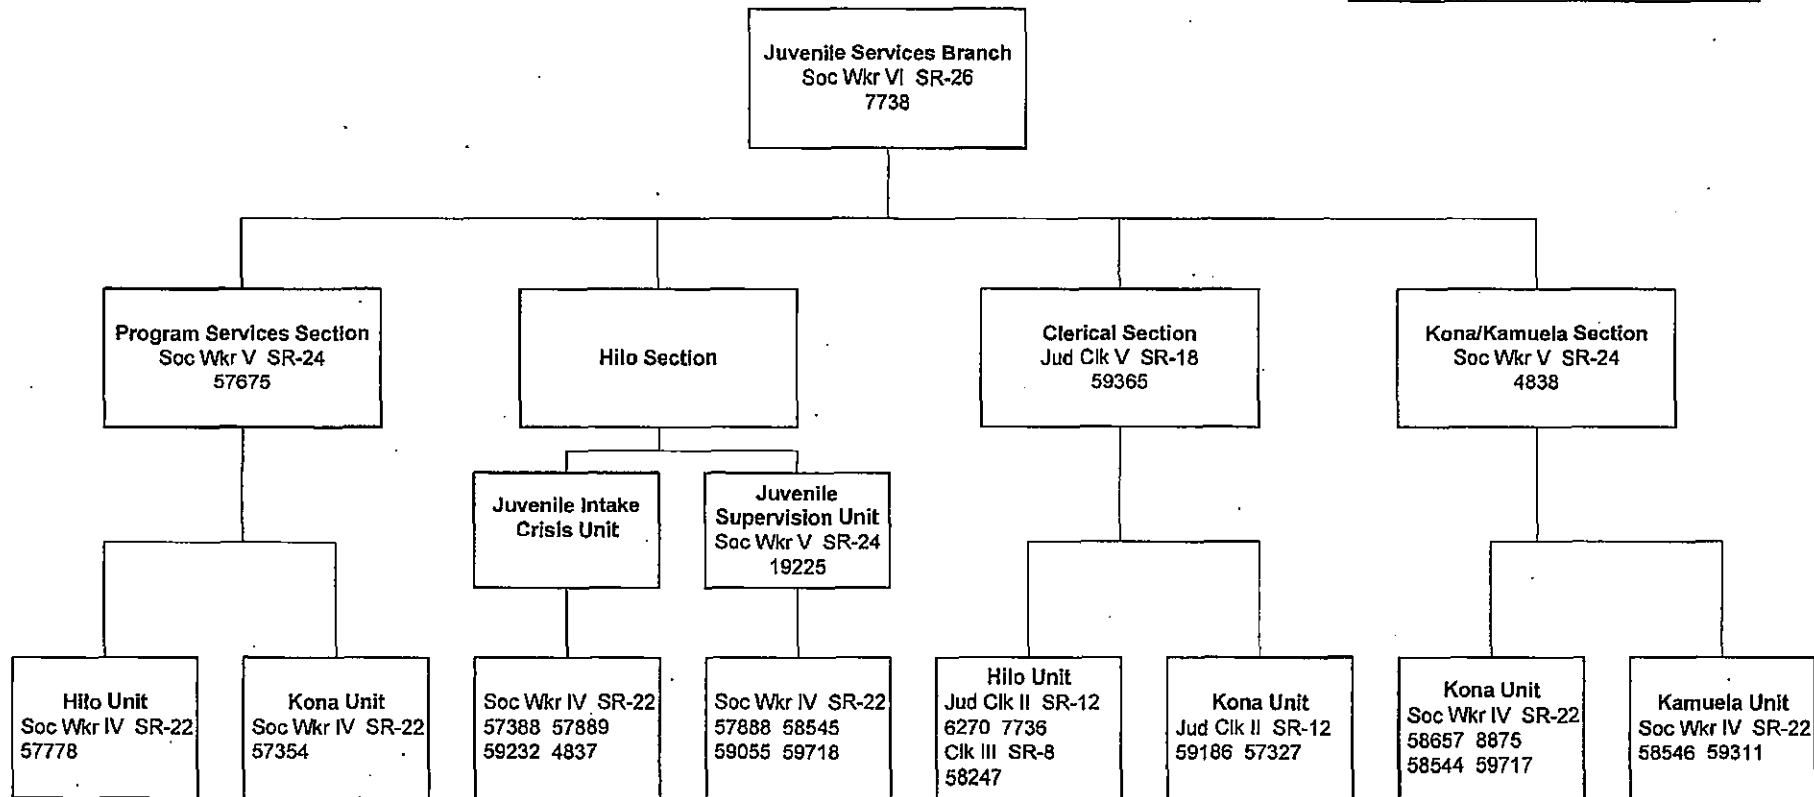 Juvenile Services Branch
Soc Wkr VI SR-26
7738
Program Services Section
Soc Wkr V SR-24
57675
Hilo Section
Clerical Section
Jud Clk V SR-18
59365
Kona/Kamuela Section
Soc Wkr V SR-24
4838
Juvenile Intake
Crisis Unit
Juvenile
Supervision Unit
Soc Wkr V SR-24
19225
Hilo Unit
Soc Wkr IV SR-22
57778
Kona Unit
Soc Wkr IV SR-22
57354
Soc Wkr IV SR-22
57388 57889
59232 4837
Soc Wkr IV SR-22
57888 58545
59055 59718
Hilo Unit
Jud Clk II SR-12
6270 7736
Clk III SR-8
58247
Kona Unit
Jud Clk II SR-12
59186 57327
Kona Unit
Soc Wkr IV SR-22
58657 8875
58544 59717
Kamuela Unit
Soc Wkr IV SR-22
58546 59311